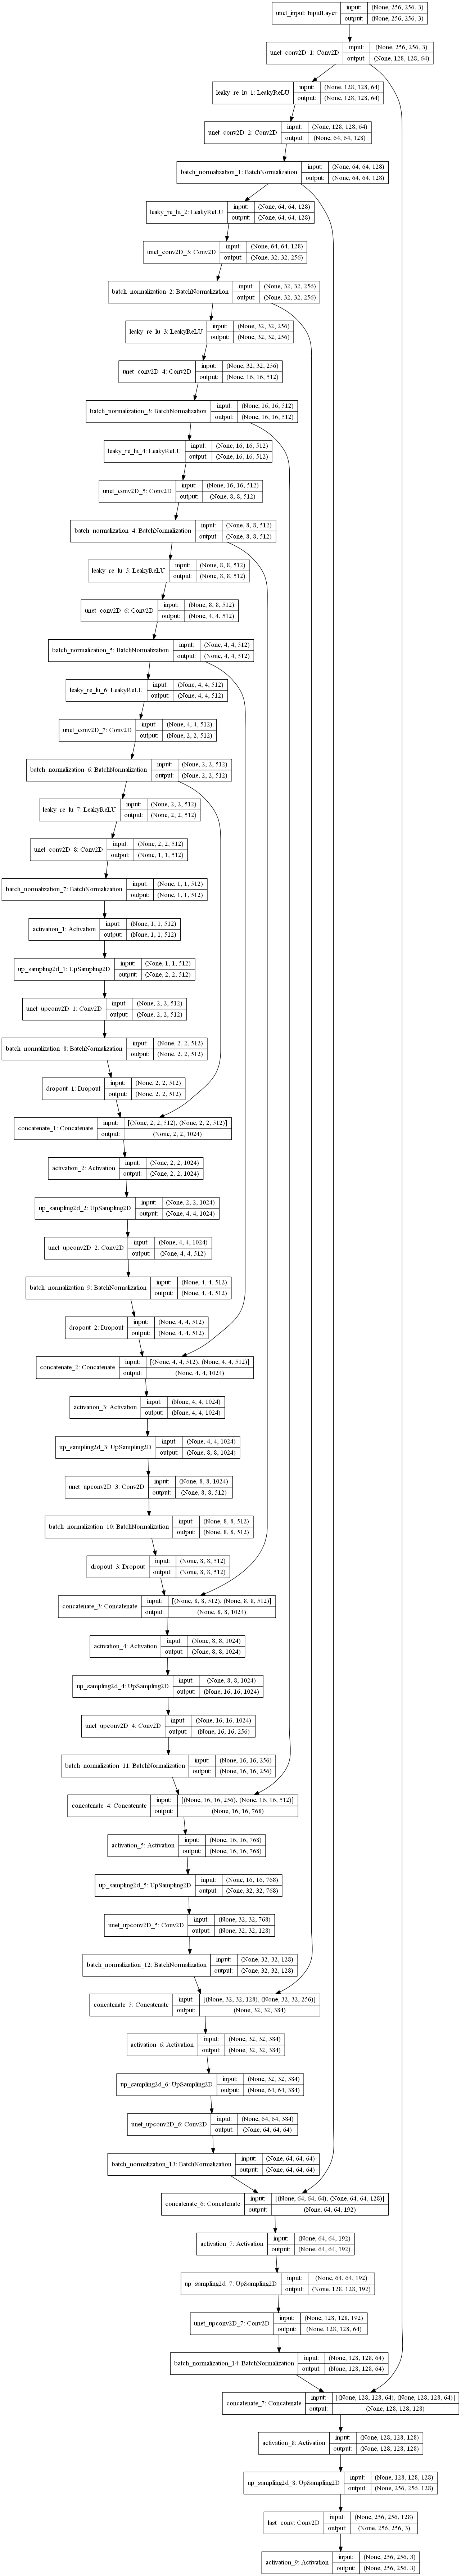 unet_input: InputLayer input: (None, 256, 256, 3)
output: (None, 256, 256, 3)
unet_conv2D_1: Conv2D input: (None, 256, 256, 3)
output: (None, 128, 128, 64)
leaky_re_lu_1: LeakyReLU input: (None, 128, 128, 64)
output: (None, 128, 128, 64)
unet_conv2D_2: Conv2D input: (None, 128, 128, 64)
output: (None, 64, 64, 128)
batch_normalization_1: BatchNormalization input: (None, 64, 64, 128)
output: (None, 64, 64, 128)
leaky_re_lu_2: LeakyReLU input: (None, 64, 64, 128)
output: (None, 64, 64, 128)
unet_conv2D_3: Conv2D input: (None, 64, 64, 128)
output: (None, 32, 32, 256)
batch_normalization_2: BatchNormalization input: (None, 32, 32, 256)
output: (None, 32, 32, 256)
leaky_re_lu_3: LeakyReLU input: (None, 32, 32, 256)
output: (None, 32, 32, 256)
unet_conv2D_4: Conv2D input: (None, 32, 32, 256)
output: (None, 16, 16, 512)
batch_normalization_3: BatchNormalization input: (None, 16, 16, 512)
output: (None, 16, 16, 512)
leaky_re_lu_4: LeakyReLU input: (None, 16, 16, 512)
output: (None, 16, 16, 512)
unet_conv2D_5: Conv2D input: (None, 16, 16, 512)
output: (None, 8, 8, 512)
batch_normalization_4: BatchNormalization input: (None, 8, 8, 512)
output: (None, 8, 8, 512)
leaky_re_lu_5: LeakyReLU input: (None, 8, 8, 512)
output: (None, 8, 8, 512)
unet_conv2D_6: Conv2D input: (None, 8, 8, 512)
output: (None, 4, 4, 512)
batch_normalization_5: BatchNormalization input: (None, 4, 4, 512)
output: (None, 4, 4, 512)
leaky_re_lu_6: LeakyReLU input: (None, 4, 4, 512)
output: (None, 4, 4, 512)
unet_conv2D_7: Conv2D input: (None, 4, 4, 512)
output: (None, 2, 2, 512)
batch_normalization_6: BatchNormalization input: (None, 2, 2, 512)
output: (None, 2, 2, 512)
leaky_re_lu_7: LeakyReLU input: (None, 2, 2, 512)
output: (None, 2, 2, 512)
unet_conv2D_8: Conv2D input: (None, 2, 2, 512)
output: (None, 1, 1, 512)
batch_normalization_7: BatchNormalization input: (None, 1, 1, 512)
output: (None, 1, 1, 512)
activation_1: Activation input: (None, 1, 1, 512)
output: (None, 1, 1, 512)
up_sampling2d_1: UpSampling2D input: (None, 1, 1, 512)
output: (None, 2, 2, 512)
unet_upconv2D_1: Conv2D input: (None, 2, 2, 512)
output: (None, 2, 2, 512)
batch_normalization_8: BatchNormalization input: (None, 2, 2, 512)
output: (None, 2, 2, 512)
dropout_1: Dropout input: (None, 2, 2, 512)
output: (None, 2, 2, 512)
concatenate_1: Concatenate input: [(None, 2, 2, 512), (None, 2, 2, 512)]
output: (None, 2, 2, 1024)
activation_2: Activation input: (None, 2, 2, 1024)
output: (None, 2, 2, 1024)
up_sampling2d_2: UpSampling2D input: (None, 2, 2, 1024)
output: (None, 4, 4, 1024)
unet_upconv2D_2: Conv2D input: (None, 4, 4, 1024)
output: (None, 4, 4, 512)
batch_normalization_9: BatchNormalization input: (None, 4, 4, 512)
output: (None, 4, 4, 512)
dropout_2: Dropout input: (None, 4, 4, 512)
output: (None, 4, 4, 512)
concatenate_2: Concatenate input: [(None, 4, 4, 512), (None, 4, 4, 512)]
output: (None, 4, 4, 1024)
activation_3: Activation input: (None, 4, 4, 1024)
output: (None, 4, 4, 1024)
up_sampling2d_3: UpSampling2D input: (None, 4, 4, 1024)
output: (None, 8, 8, 1024)
unet_upconv2D_3: Conv2D input: (None, 8, 8, 1024)
output: (None, 8, 8, 512)
batch_normalization_10: BatchNormalization input: (None, 8, 8, 512)
output: (None, 8, 8, 512)
dropout_3: Dropout input: (None, 8, 8, 512)
output: (None, 8, 8, 512)
concatenate_3: Concatenate input: [(None, 8, 8, 512), (None, 8, 8, 512)]
output: (None, 8, 8, 1024)
activation_4: Activation input: (None, 8, 8, 1024)
output: (None, 8, 8, 1024)
up_sampling2d_4: UpSampling2D input: (None, 8, 8, 1024)
output: (None, 16, 16, 1024)
unet_upconv2D_4: Conv2D input: (None, 16, 16, 1024)
output: (None, 16, 16, 256)
batch_normalization_11: BatchNormalization input: (None, 16, 16, 256)
output: (None, 16, 16, 256)
concatenate_4: Concatenate input: [(None, 16, 16, 256), (None, 16, 16, 512)]
output: (None, 16, 16, 768)
activation_5: Activation input: (None, 16, 16, 768)
output: (None, 16, 16, 768)
up_sampling2d_5: UpSampling2D input: (None, 16, 16, 768)
output: (None, 32, 32, 768)
unet_upconv2D_5: Conv2D input: (None, 32, 32, 768)
output: (None, 32, 32, 128)
batch_normalization_12: BatchNormalization input: (None, 32, 32, 128)
output: (None, 32, 32, 128)
concatenate_5: Concatenate input: [(None, 32, 32, 128), (None, 32, 32, 256)]
output: (None, 32, 32, 384)
activation_6: Activation input: (None, 32, 32, 384)
output: (None, 32, 32, 384)
up_sampling2d_6: UpSampling2D input: (None, 32, 32, 384)
output: (None, 64, 64, 384)
unet_upconv2D_6: Conv2D input: (None, 64, 64, 384)
output: (None, 64, 64, 64)
batch_normalization_13: BatchNormalization input: (None, 64, 64, 64)
output: (None, 64, 64, 64)
concatenate_6: Concatenate input: [(None, 64, 64, 64), (None, 64, 64, 128)]
output: (None, 64, 64, 192)
activation_7: Activation input: (None, 64, 64, 192)
output: (None, 64, 64, 192)
up_sampling2d_7: UpSampling2D input: (None, 64, 64, 192)
output: (None, 128, 128, 192)
unet_upconv2D_7: Conv2D input: (None, 128, 128, 192)
output: (None, 128, 128, 64)
batch_normalization_14: BatchNormalization input: (None, 128, 128, 64)
output: (None, 128, 128, 64)
concatenate_7: Concatenate input: [(None, 128, 128, 64), (None, 128, 128, 64)]
output: (None, 128, 128, 128)
activation_8: Activation input: (None, 128, 128, 128)
output: (None, 128, 128, 128)
up_sampling2d_8: UpSampling2D input: (None, 128, 128, 128)
output: (None, 256, 256, 128)
last_conv: Conv2D input: (None, 256, 256, 128)
output: (None, 256, 256, 3)
activation_9: Activation input: (None, 256, 256, 3)
output: (None, 256, 256, 3)